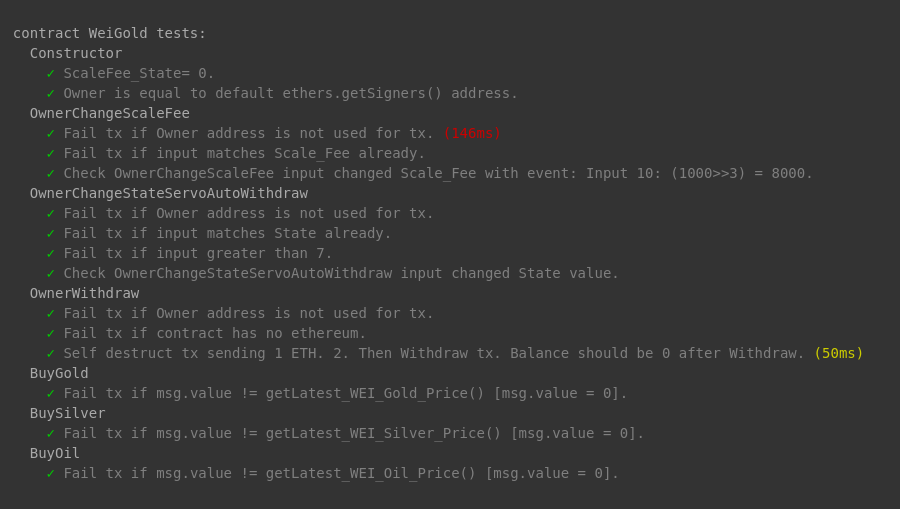 contract WeiGold tests:
Constructor
✓ ScaleFee_State= 0.
✓ Owner is equal to default ethers.getSigners() address.
OwnerChangeScaleFee
✓ Fail tx if Owner address is not used for tx. (146ms)
✓ Fail tx if input matches Scale_Fee already.
✓ Check OwnerChangeScaleFee input changed Scale_Fee with event: Input 10: (1000>>3) = 8000.
OwnerChangeStateServoAutoWithdraw
✓ Fail tx if Owner address is not used for tx.
✓ Fail tx if input matches State already.
✓ Fail tx if input greater than 7.
✓ Check OwnerChangeStateServoAutoWithdraw input changed State value.
OwnerWithdraw
✓ Fail tx if Owner address is not used for tx.
✓ Fail tx if contract has no ethereum.
✓ Self destruct tx sending 1 ETH. 2. Then Withdraw tx. Balance should be 0 after Withdraw. (50ms)
BuyGold
✓ Fail tx if msg.value != getLatest_WEI_Gold_Price() [msg.value = 0].
BuySilver
✓ Fail tx if msg.value != getLatest_WEI_Silver_Price() [msg.value = 0].
BuyOil
✓ Fail tx if msg.value != getLatest_WEI_Oil_Price() [msg.value = 0].